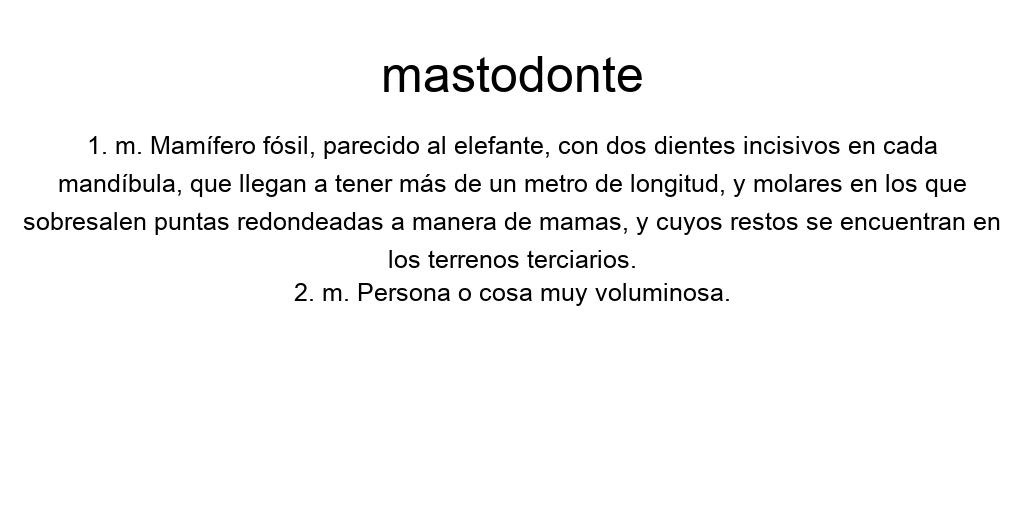 mastodonte
1. m. Mamífero fósil, parecido al elefante, con dos dientes incisivos en cada
mandíbula, que llegan a tener más de un metro de longitud, y molares en los que
sobresalen puntas redondeadas a manera de mamas, y cuyos restos se encuentran en
los terrenos terciarios.
2. m. Persona o cosa muy voluminosa.